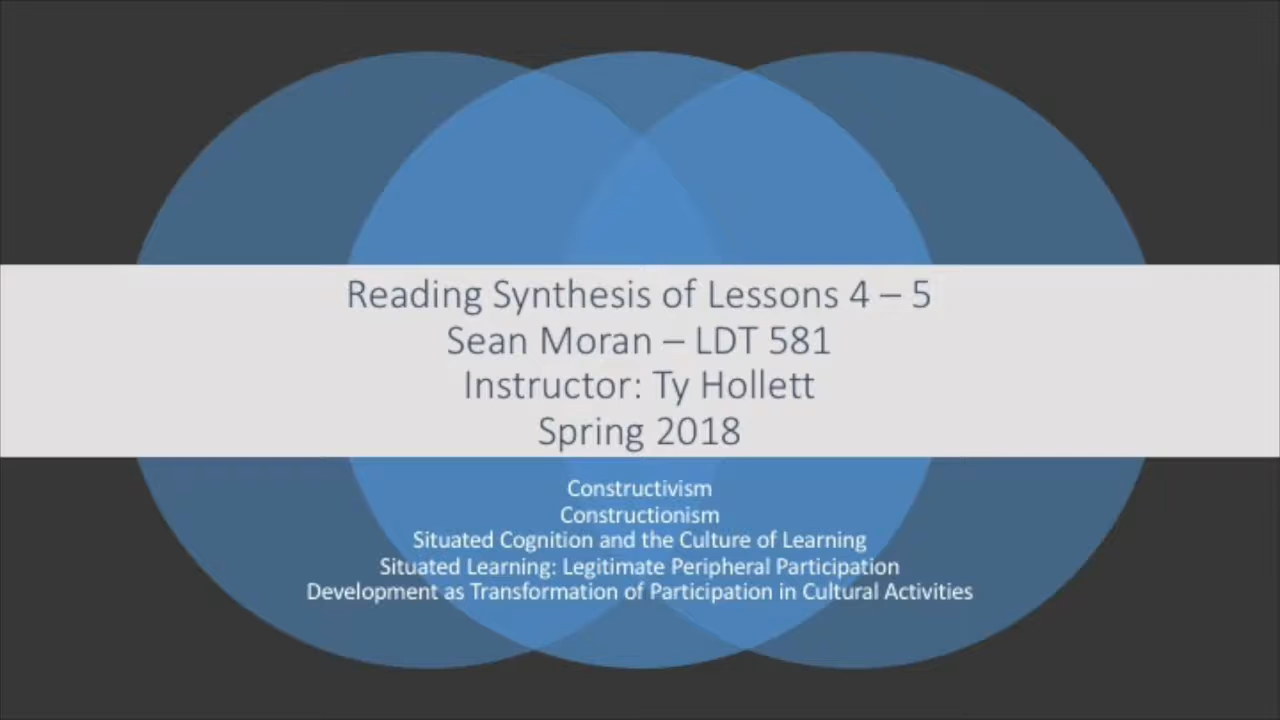 Reading Synthesis of Lessons 4 – 5
Sean Moran – LDT 581
Instructor: Ty Hollett
Spring 2018
Constructivism
Constructionism
Situated Cognition and the Culture of Learning
Situated Learning: Legitimate Peripheral Participation
Development as Transformation of Participation in Cultural Activities